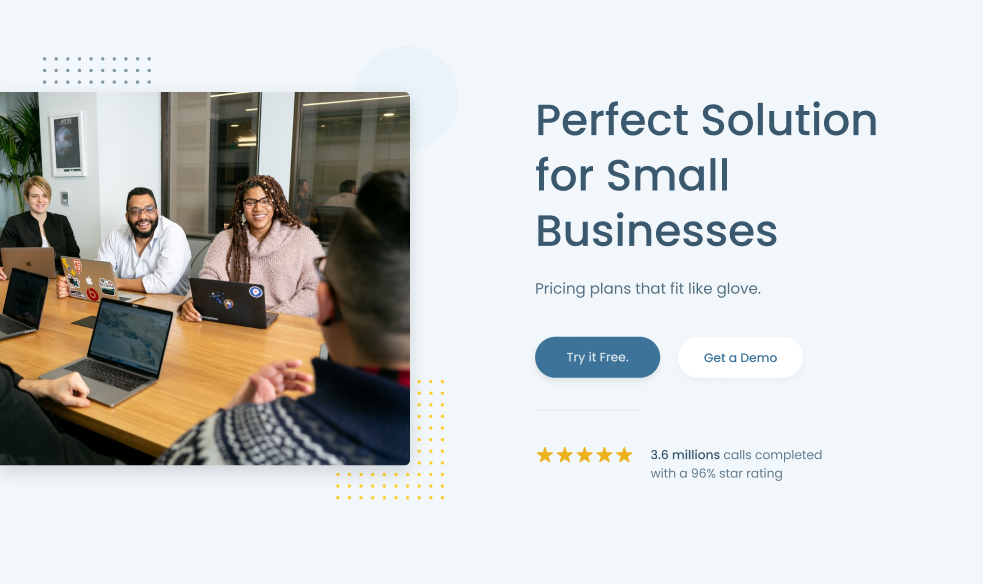 Perfect Solution
for Small
Businesses
Pricing plans that fit like glove.
Try it Free.
Get a Demo
3.6 millions calls completed
with a 96% star rating